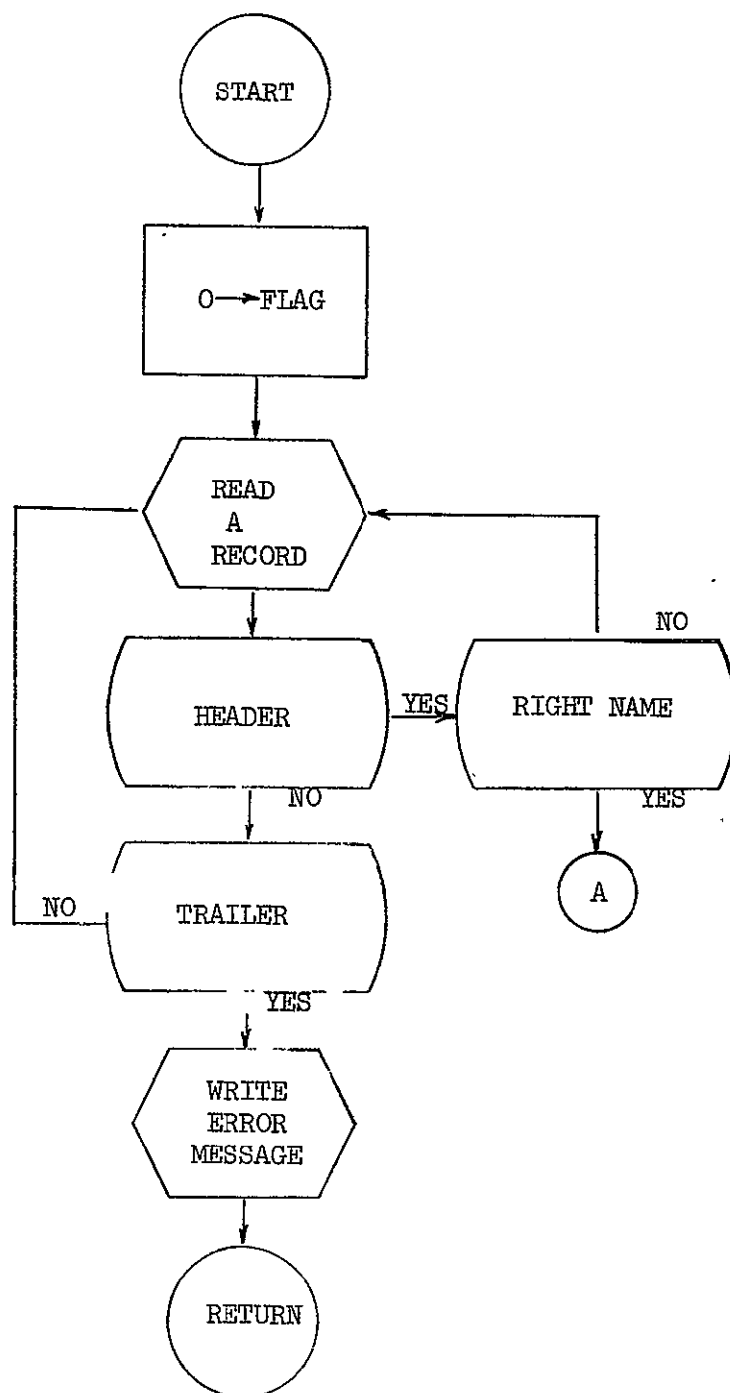 START
O→FLAG
READ
A
RECORD
NO
HEADER
YES
RIGHT NAME
NO
YES
A
NO
TRAILER
YES
WRITE
ERROR
MESSAGE
RETURN